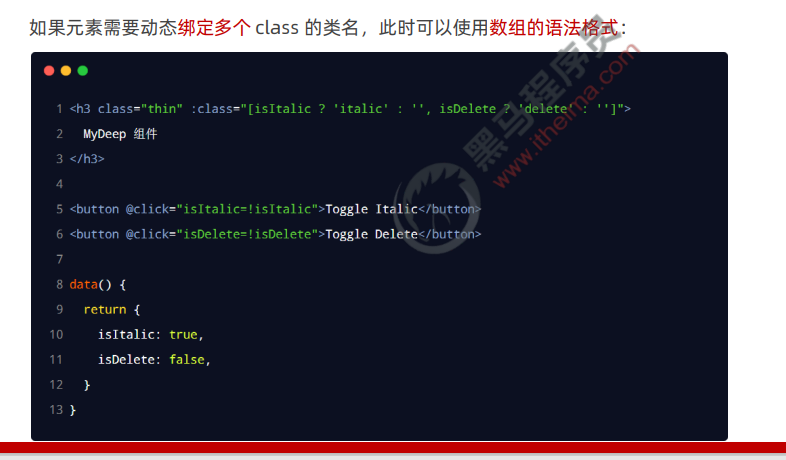 如果元素需要动态绑定多个 class 的类名，此时可以使用数组的语法格式：
1 <h3 class="thin" :class="[isItalic ? 'italic' : '', isDelete ? 'delete' : '']">
2   MyDeep 组件
3 </h3>
4
5 <button @click="isItalic=!isItalic">Toggle Italic</button>
6 <button @click="isDelete=!isDelete">Toggle Delete</button>
7
8 data() {
9   return {
10     isItalic: true,
11     isDelete: false,
12   }
13 }
黑马程序员
www.itheima.com